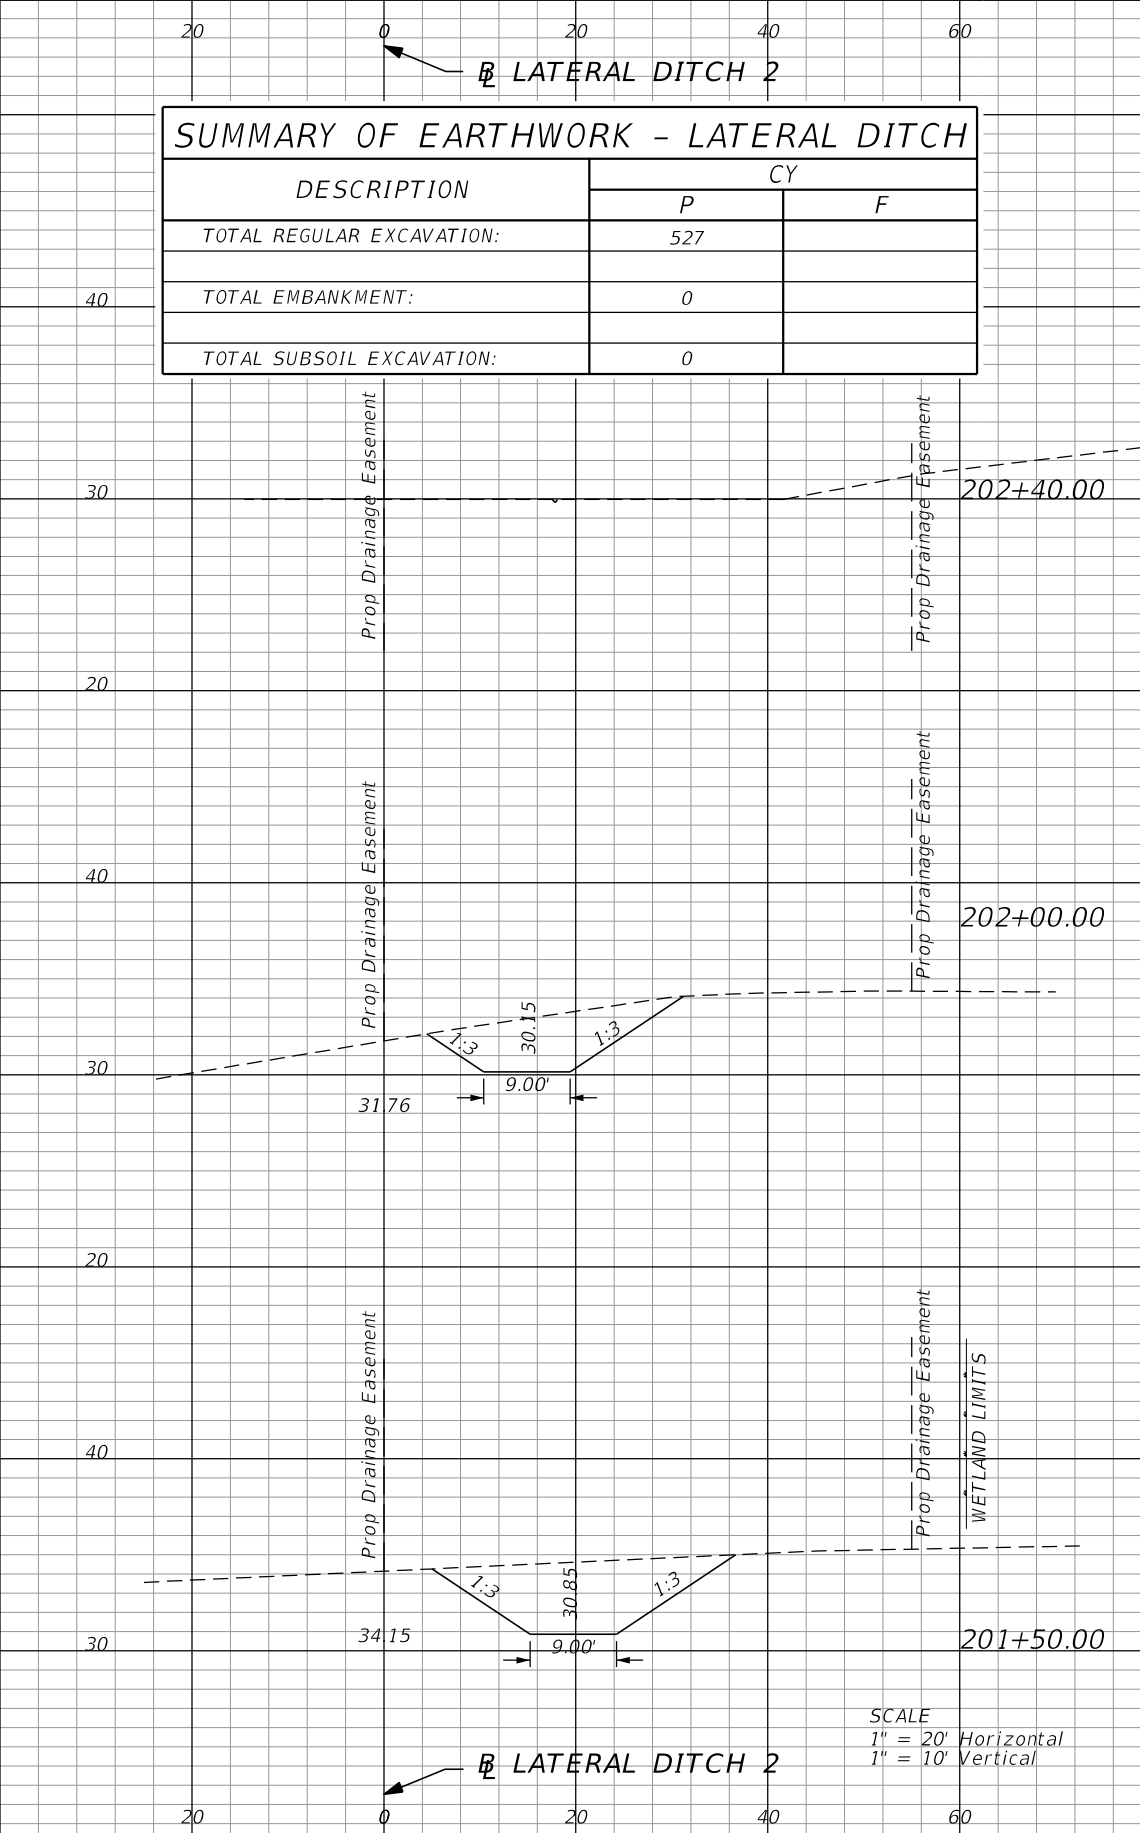 20 0 20 40 60
BL LATERAL DITCH 2
SUMMARY OF EARTHWORK - LATERAL DITCH
DESCRIPTION
CY
P F
TOTAL REGULAR EXCAVATION: 527
40
TOTAL EMBANKMENT: 0
TOTAL SUBSOIL EXCAVATION: 0
Prop Drainage Easement
Prop Drainage Easement
30
202+40.00
20
Prop Drainage Easement
Prop Drainage Easement
40
202+00.00
1:3
30.15
1:3
30
9.00'
31.76
20
Prop Drainage Easement
Prop Drainage Easement
WETLAND LIMITS
40
1:3
30.85
1:3
34.15
9.00'
30
201+50.00
SCALE
1" = 20' Horizontal
1" = 10' Vertical
BL LATERAL DITCH 2
20 0 20 40 60